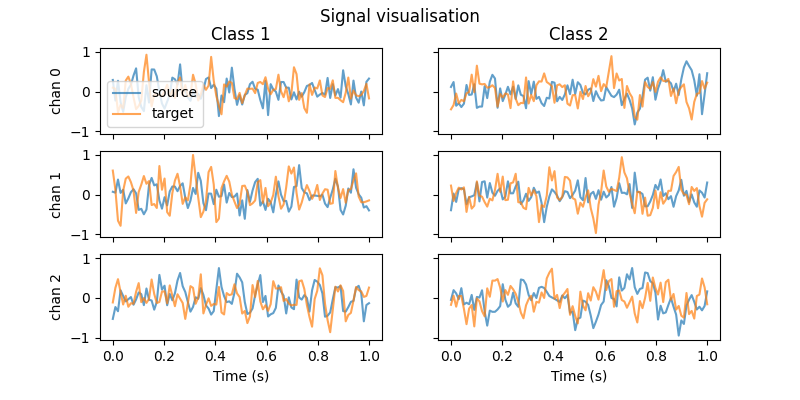 Signal visualisation
Class 1
Class 2
chan 0
1
0
−1
source
target
chan 1
1
0
−1
chan 2
1
0
−1
0.0 0.2 0.4 0.6 0.8 1.0
0.0 0.2 0.4 0.6 0.8 1.0
Time (s)
Time (s)